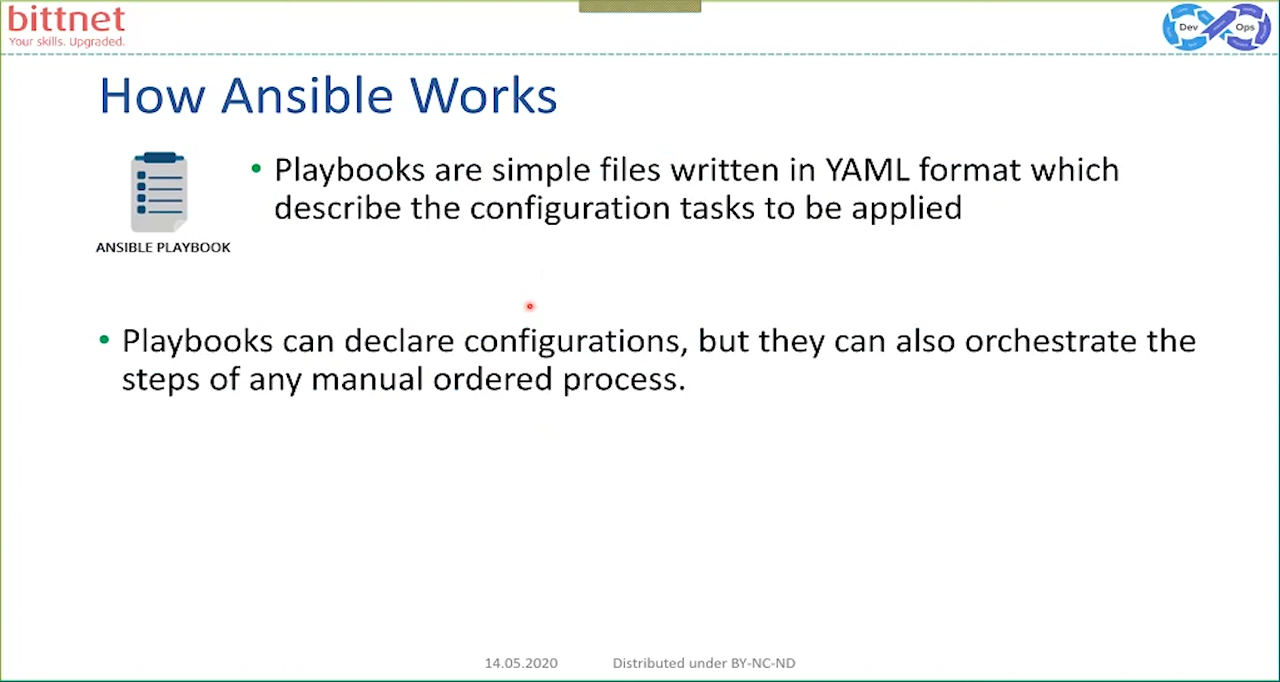 bittnet
Your skills. Upgraded.
Dev
Ops
How Ansible Works
• Playbooks are simple files written in YAML format which
describe the configuration tasks to be applied
ANSIBLE PLAYBOOK
• Playbooks can declare configurations, but they can also orchestrate the
steps of any manual ordered process.
14.05.2020
Distributed under BY-NC-ND